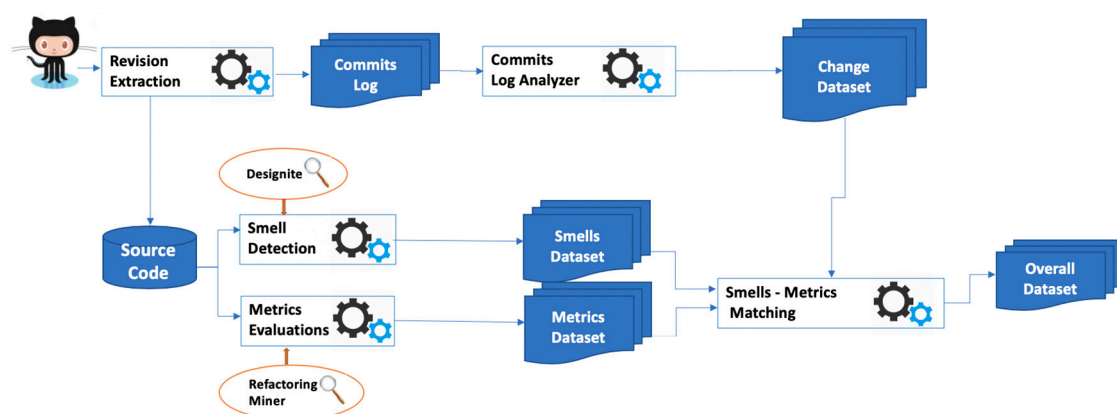 Revision
Extraction
Commits
Log
Commits
Log Analyzer
Change
Dataset
Designite
Smell
Detection
Source
Code
Smells
Dataset
Metrics
Evaluations
Metrics
Dataset
Smells - Metrics
Matching
Overall
Dataset
Refactoring
Miner